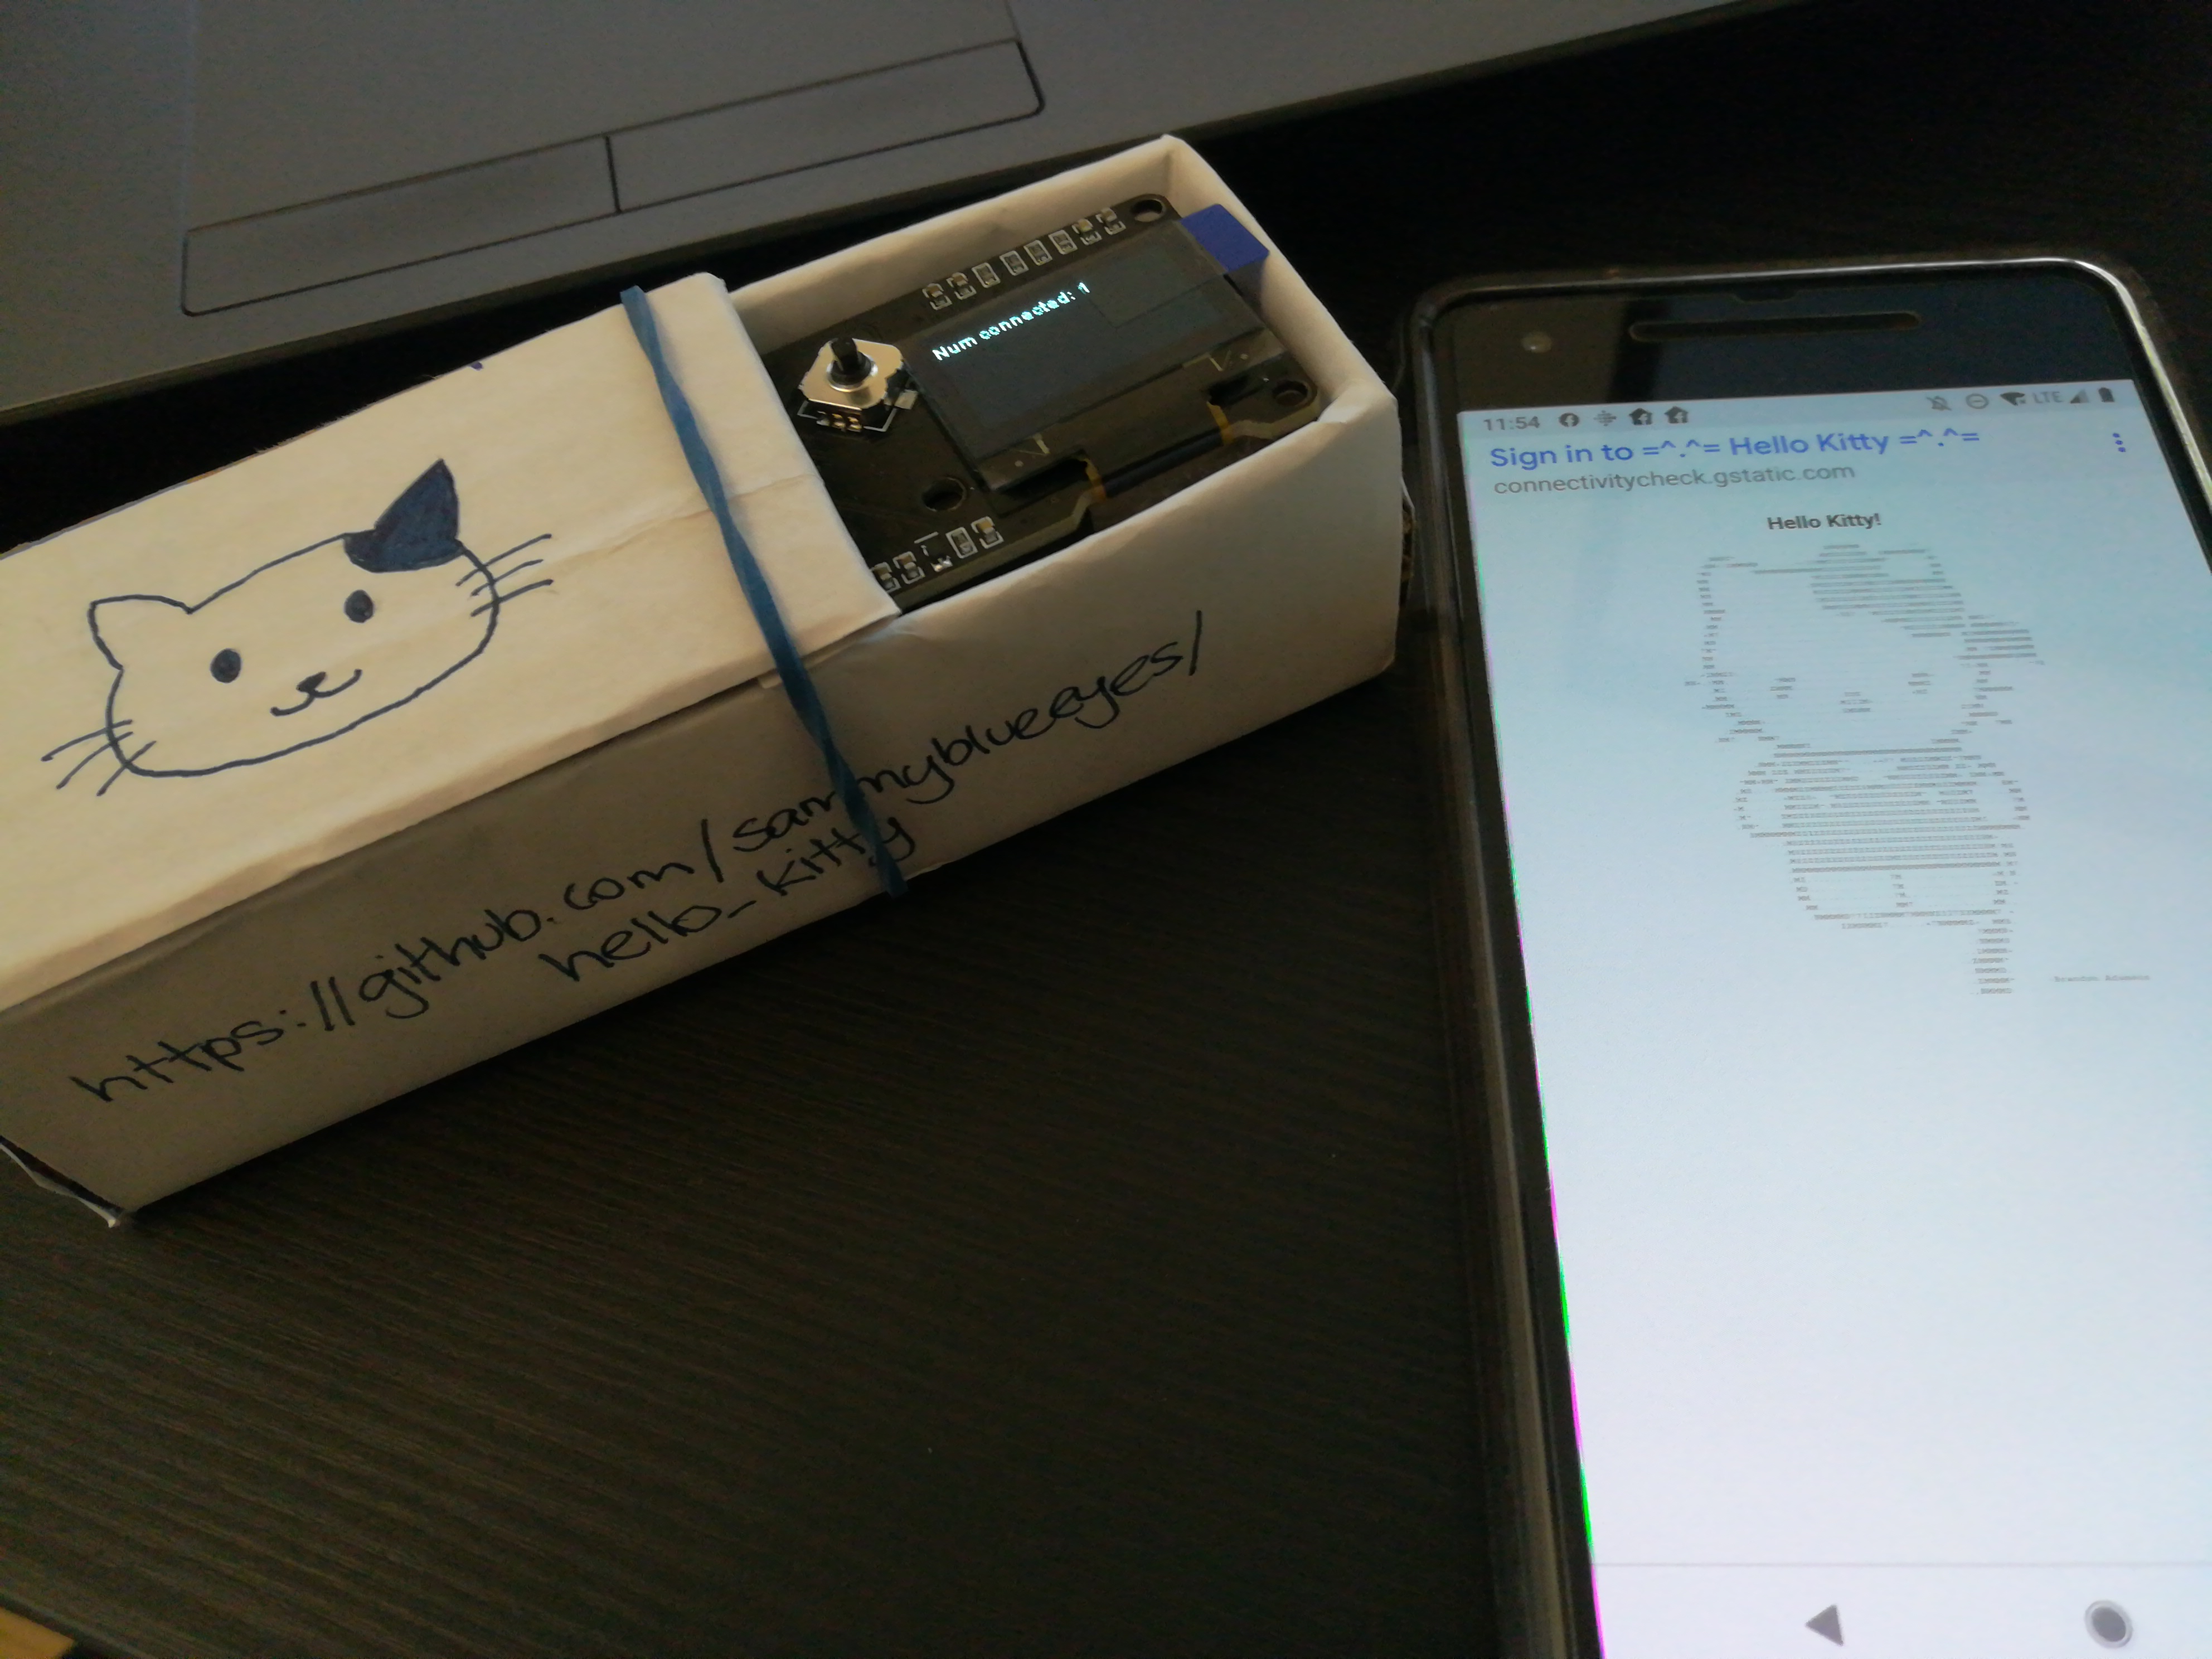 Num connected: 1
https://github.com/sammyblueeyes/
hello_kitty
11:54
LTE
Sign in to =^.^= Hello Kitty =^.^=
connectivitycheck.gstatic.com
Hello Kitty!